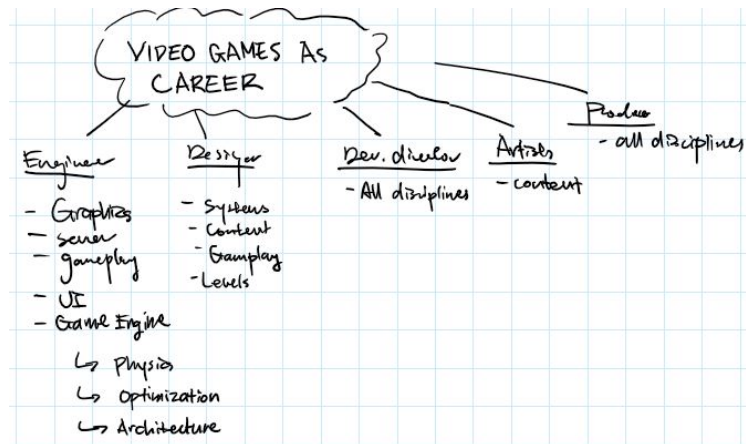 VIDEO GAMES AS
CAREER
Engineer
- Graphics
- server
- gameplay
- UI
- Game Engine
↳ Physics
↳ Optimization
↳ Architecture
Designer
- Systems
- Content
- Gamplay
- Levels
Dev. director
- All disciplines
Artists
- content
Producer
- all disciplines